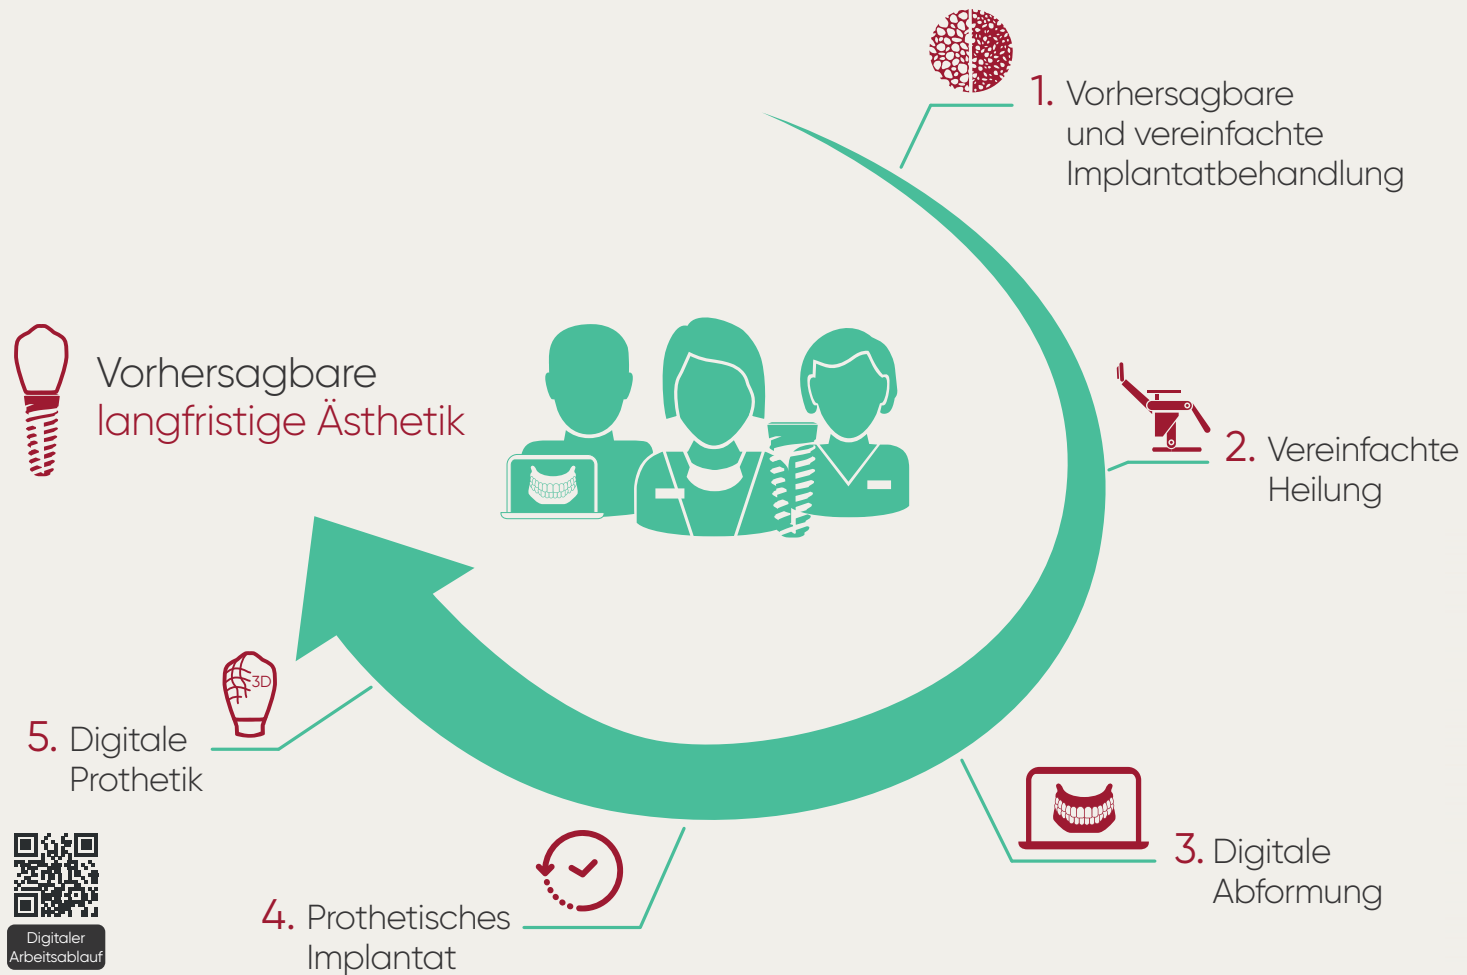 1. Vorhersagbare
und vereinfachte
Implantatbehandlung
Vorhersagbare
langfristige Ästhetik
2. Vereinfachte
Heilung
3D
5. Digitale
Prothetik
3. Digitale
Abformung
4. Prothetisches
Implantat
Digitaler
Arbeitsablauf